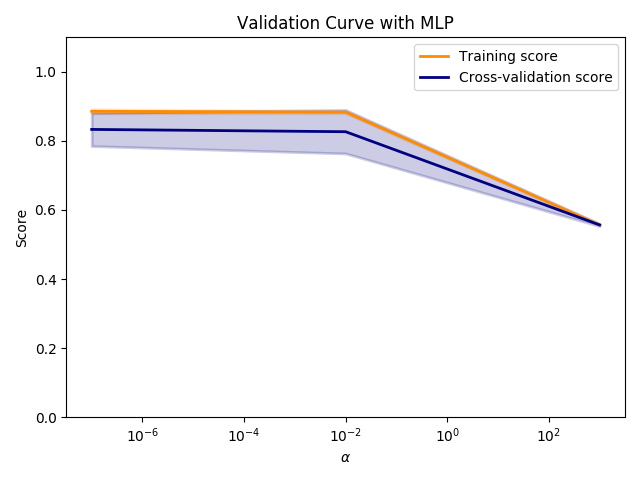 Validation Curve with MLP
Training score
Cross-validation score
Score
1.0
0.8
0.6
0.4
0.2
0.0
10⁻⁶ 10⁻⁴ 10⁻² 10⁰ 10²
α